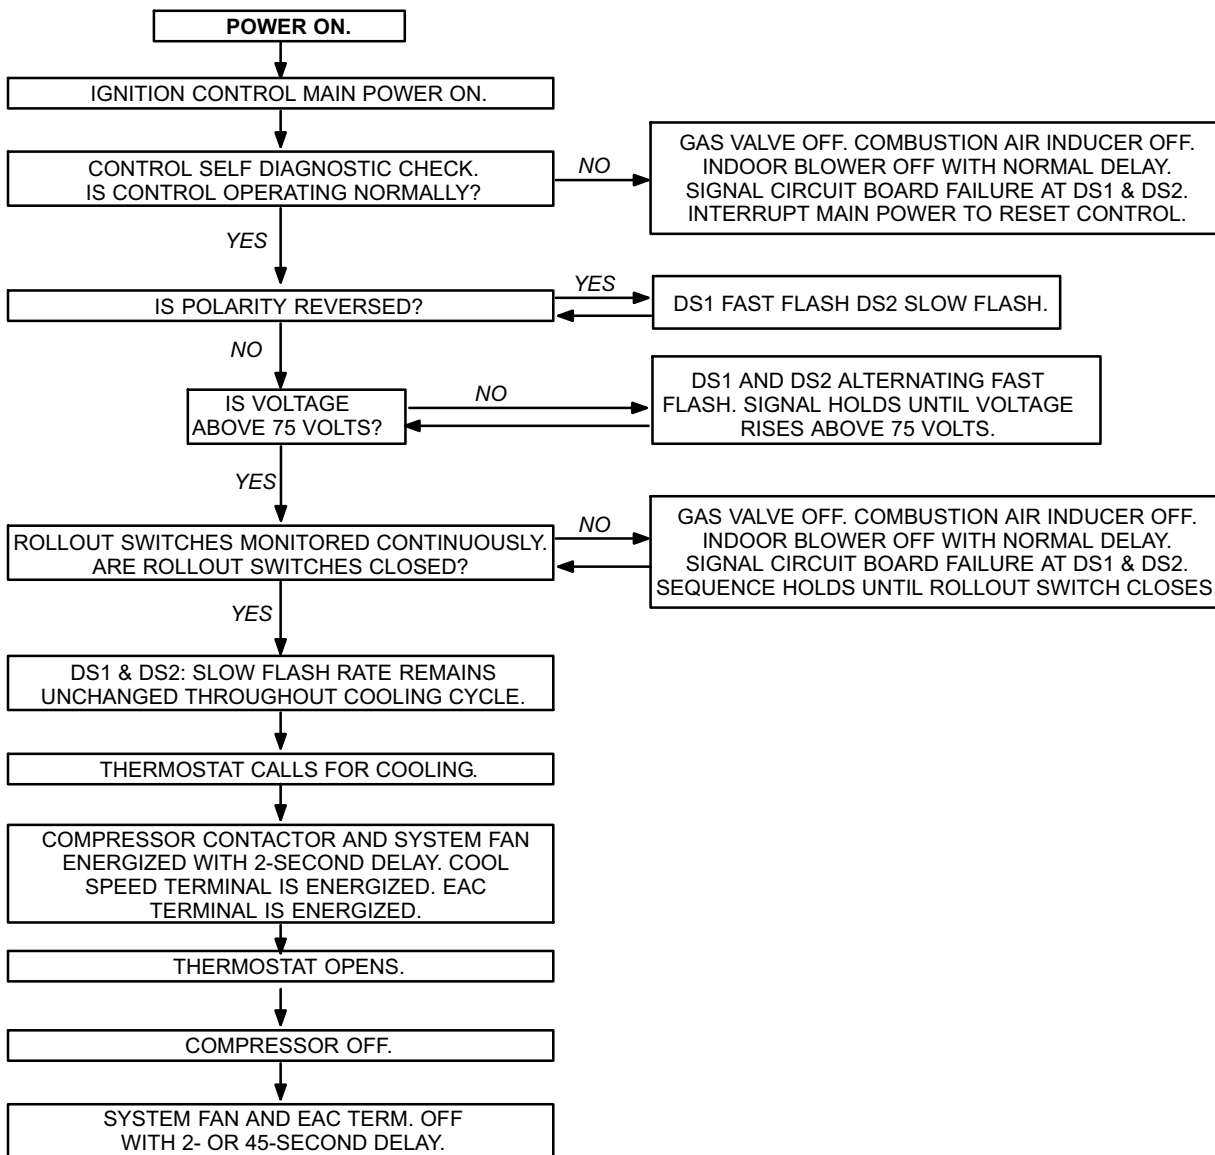 POWER ON.
IGNITION CONTROL MAIN POWER ON.
CONTROL SELF DIAGNOSTIC CHECK.
IS CONTROL OPERATING NORMALLY?
NO
GAS VALVE OFF. COMBUSTION AIR INDUCER OFF.
INDOOR BLOWER OFF WITH NORMAL DELAY.
SIGNAL CIRCUIT BOARD FAILURE AT DS1 & DS2.
INTERRUPT MAIN POWER TO RESET CONTROL.
YES
IS POLARITY REVERSED?
YES
DS1 FAST FLASH DS2 SLOW FLASH.
NO
IS VOLTAGE
ABOVE 75 VOLTS?
NO
DS1 AND DS2 ALTERNATING FAST
FLASH. SIGNAL HOLDS UNTIL VOLTAGE
RISES ABOVE 75 VOLTS.
YES
ROLLOUT SWITCHES MONITORED CONTINUOUSLY.
ARE ROLLOUT SWITCHES CLOSED?
NO
GAS VALVE OFF. COMBUSTION AIR INDUCER OFF.
INDOOR BLOWER OFF WITH NORMAL DELAY.
SIGNAL CIRCUIT BOARD FAILURE AT DS1 & DS2.
SEQUENCE HOLDS UNTIL ROLLOUT SWITCH CLOSES.
YES
DS1 & DS2: SLOW FLASH RATE REMAINS
UNCHANGED THROUGHOUT COOLING CYCLE.
THERMOSTAT CALLS FOR COOLING.
COMPRESSOR CONTACTOR AND SYSTEM FAN
ENERGIZED WITH 2-SECOND DELAY. COOL
SPEED TERMINAL IS ENERGIZED. EAC
TERMINAL IS ENERGIZED.
THERMOSTAT OPENS.
COMPRESSOR OFF.
SYSTEM FAN AND EAC TERM. OFF
WITH 2- OR 45-SECOND DELAY.